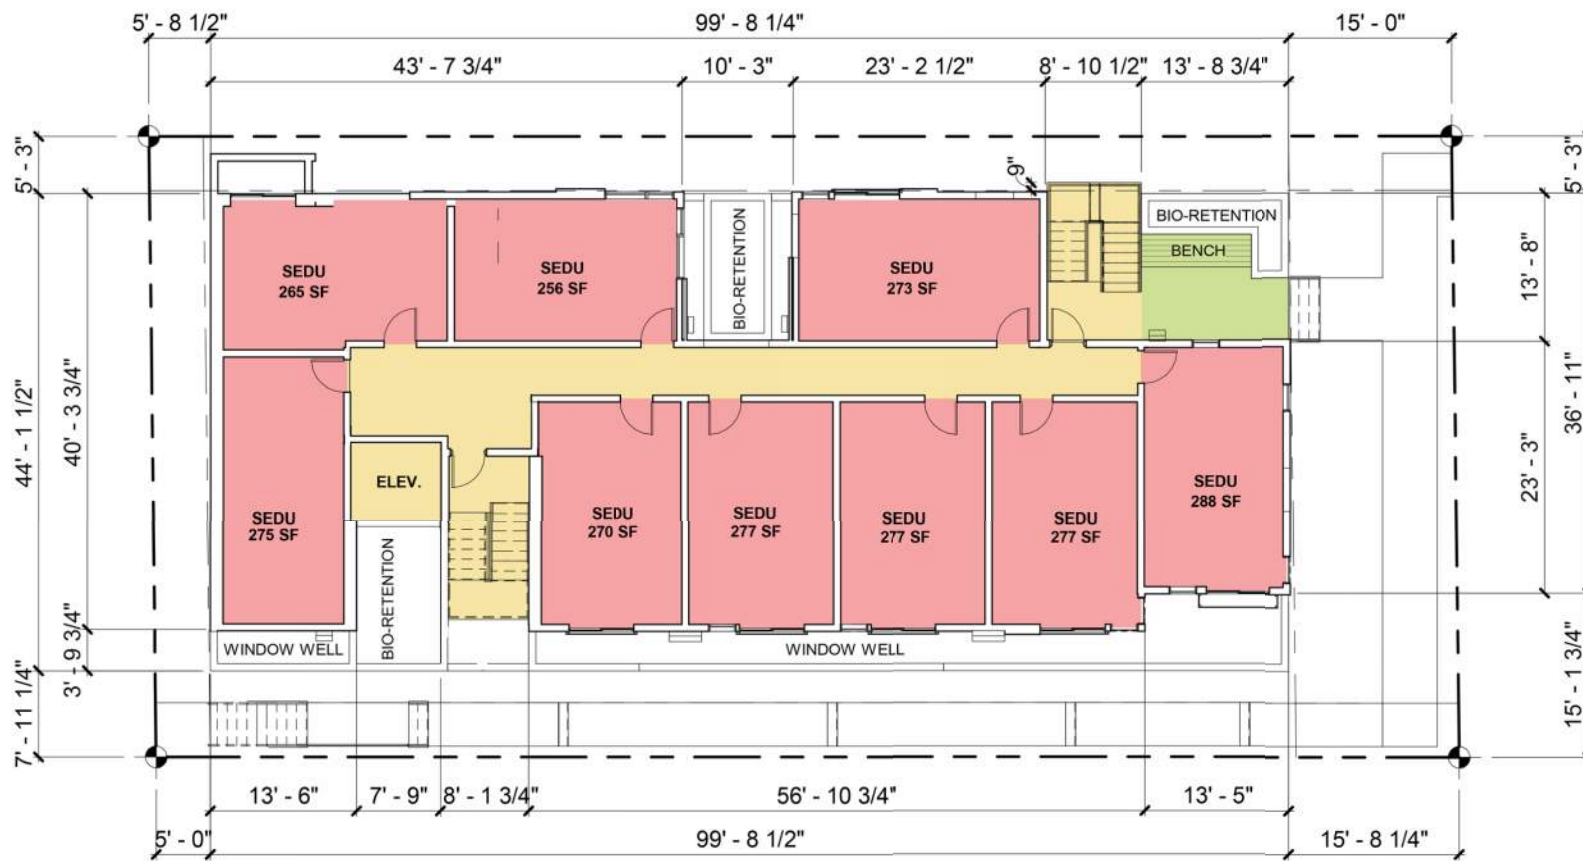 5' - 8 1/2"
99' - 8 1/4"
15' - 0"
43' - 7 3/4"
10' - 3"
23' - 2 1/2"
8' - 10 1/2"
13' - 8 3/4"
5' - 3"
9"
5' - 3"
BIO-RETENTION
BIO-RETENTION
BENCH
13' - 8"
SEDU
265 SF
SEDU
256 SF
SEDU
273 SF
44' - 1 1/2"
40' - 3 3/4"
36' - 11"
23' - 3"
ELEV.
SEDU
288 SF
SEDU
275 SF
SEDU
270 SF
SEDU
277 SF
SEDU
277 SF
SEDU
277 SF
BIO-RETENTION
WINDOW WELL
WINDOW WELL
3' - 9 3/4"
7' - 11 1/4"
15' - 1 3/4"
13' - 6"
7' - 9"
8' - 1 3/4"
56' - 10 3/4"
13' - 5"
5' - 0"
99' - 8 1/2"
15' - 8 1/4"